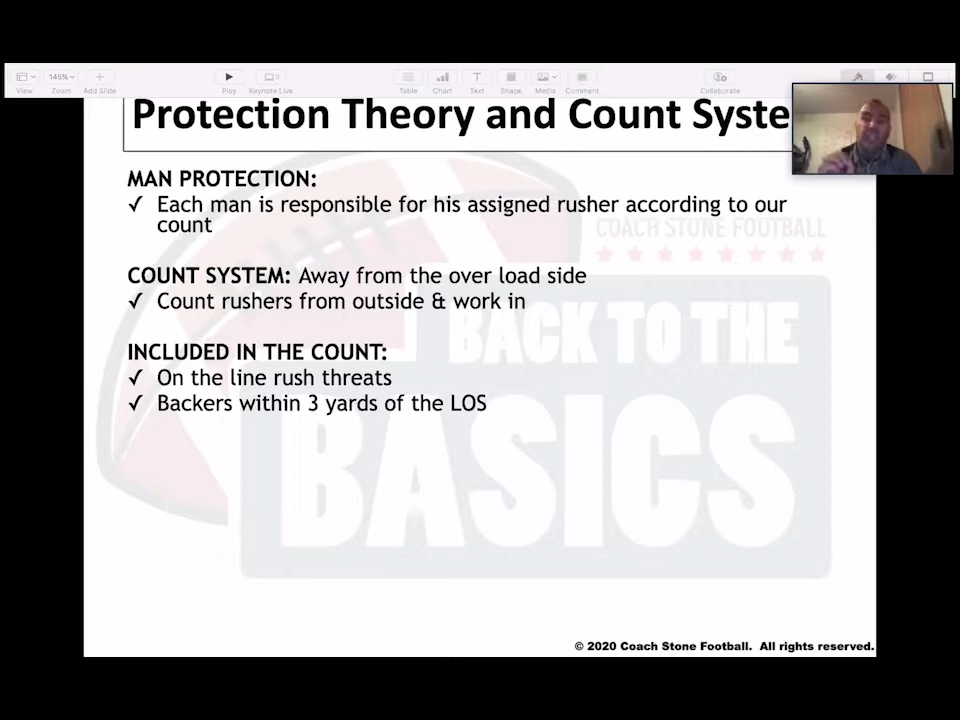 146%
View
Zoom
Add Slide
Play
Keynote Live
Table
Chart
Text
Shape
Media
Comment
Collaborate
Protection Theory and Count Syste
MAN PROTECTION:
✓ Each man is responsible for his assigned rusher according to our
count
COACH STONE FOOTBALL
COUNT SYSTEM: Away from the over load side
✓ Count rushers from outside & work in
BACK TO THE
INCLUDED IN THE COUNT:
✓ On the line rush threats
✓ Backers within 3 yards of the LOS
BASICS
© 2020 Coach Stone Football. All rights reserved.